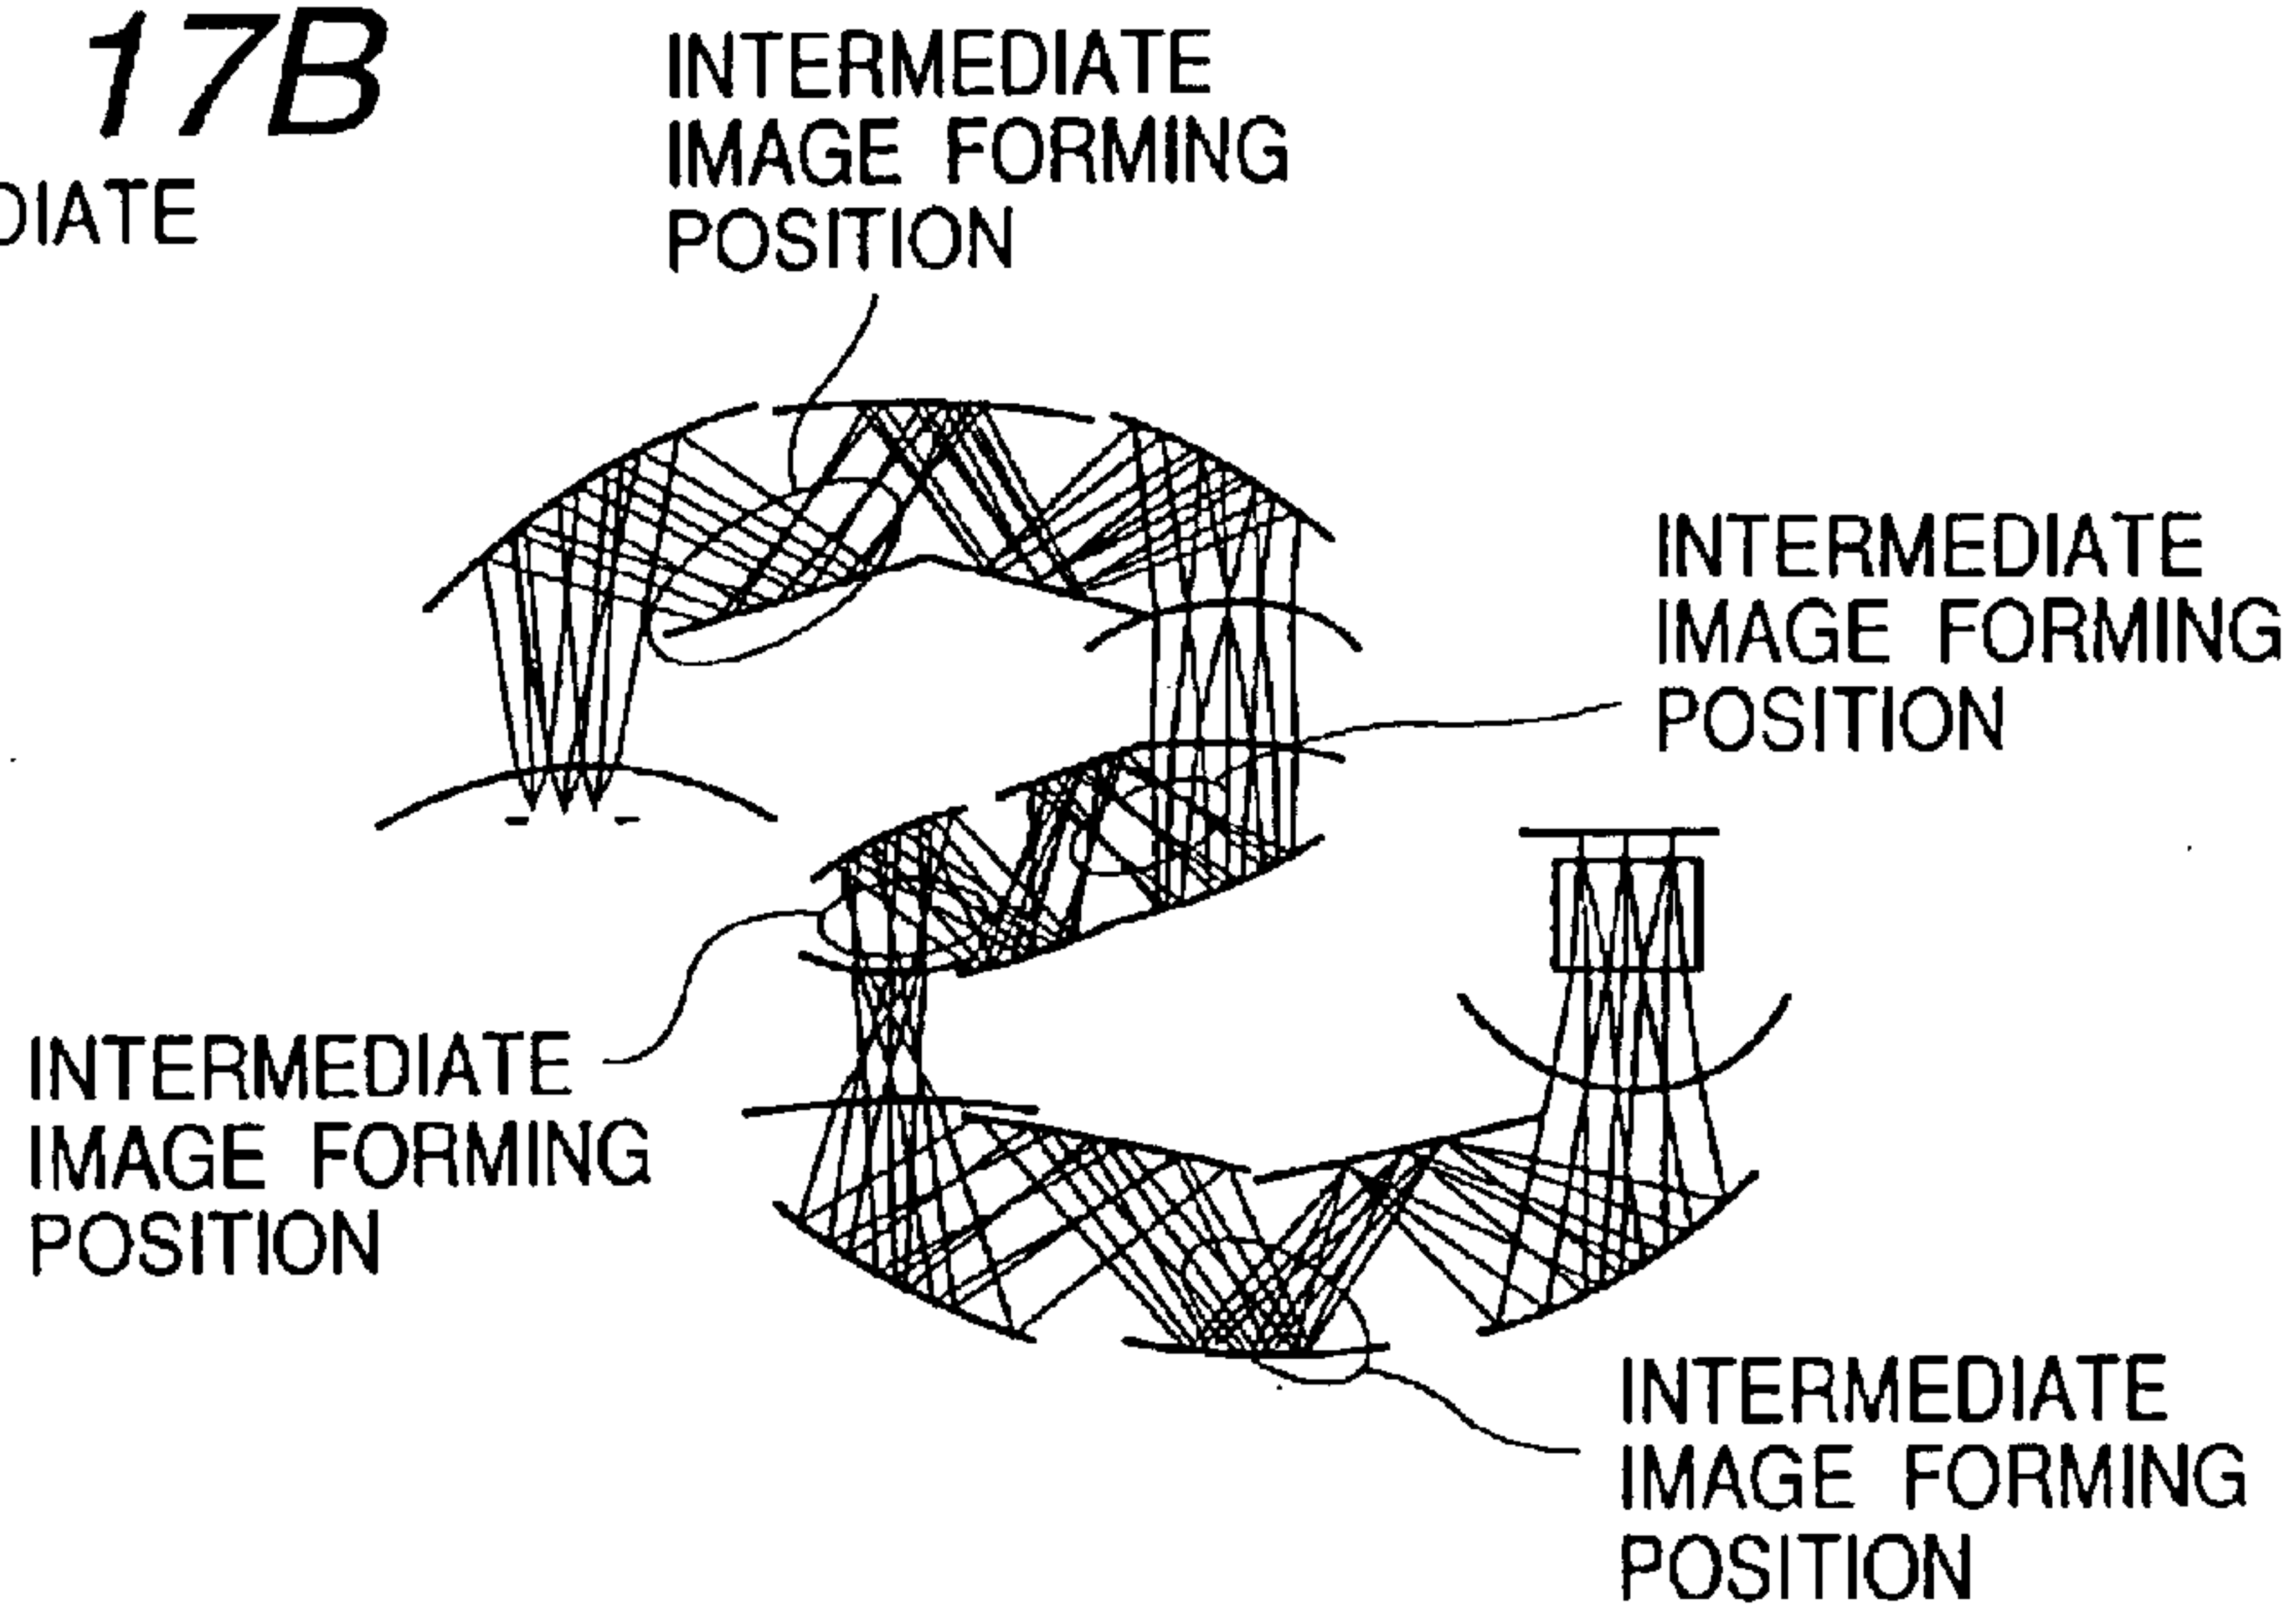 17B
DIATE
INTERMEDIATE
IMAGE FORMING
POSITION
INTERMEDIATE
IMAGE FORMING
POSITION
INTERMEDIATE
IMAGE FORMING
POSITION
INTERMEDIATE
IMAGE FORMING
POSITION